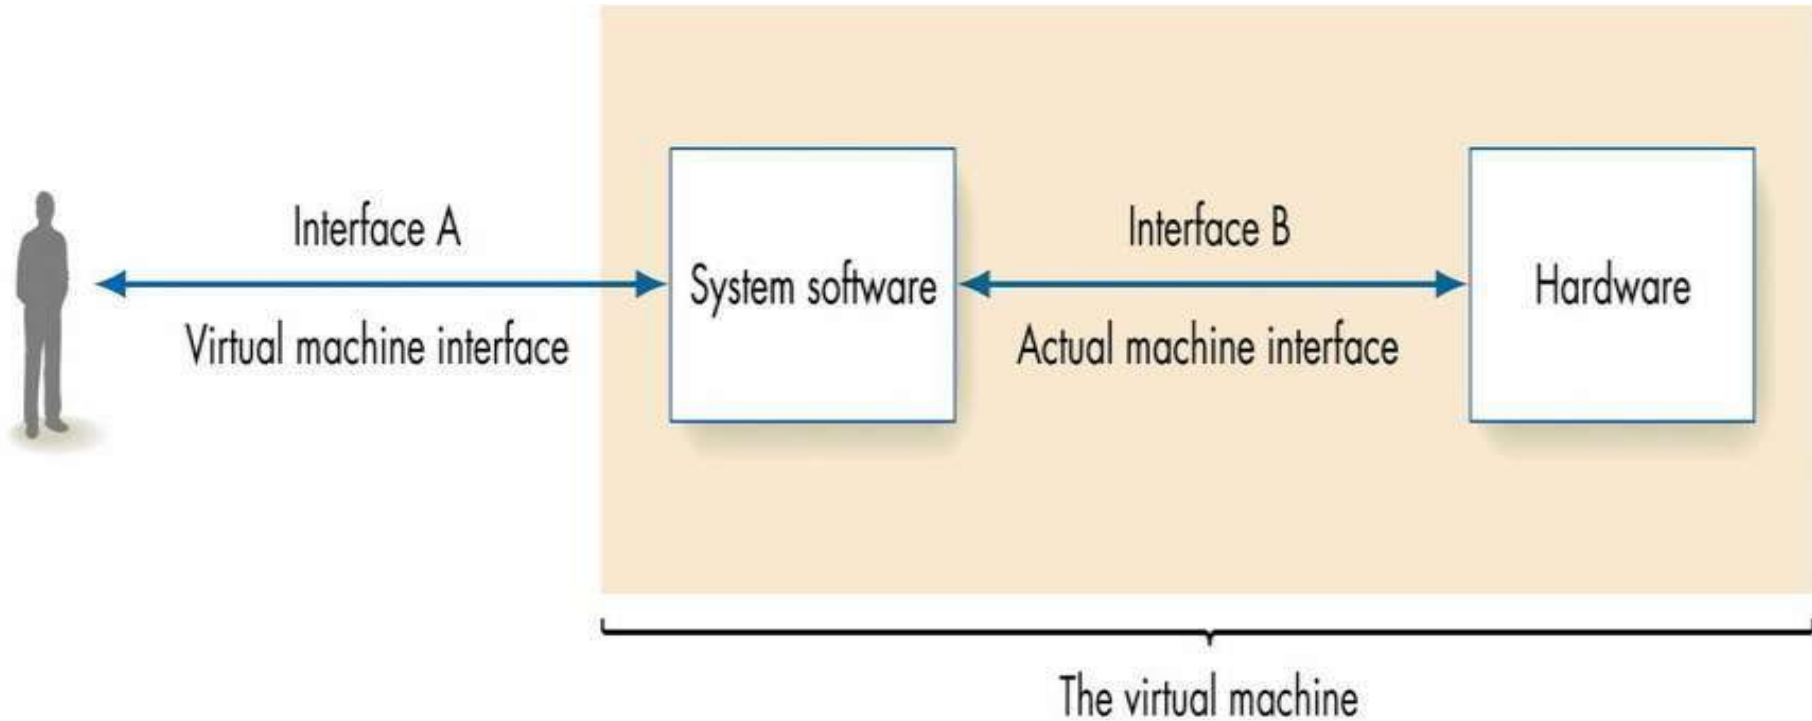 Interface A
Virtual machine interface
System software
Interface B
Actual machine interface
Hardware
The virtual machine